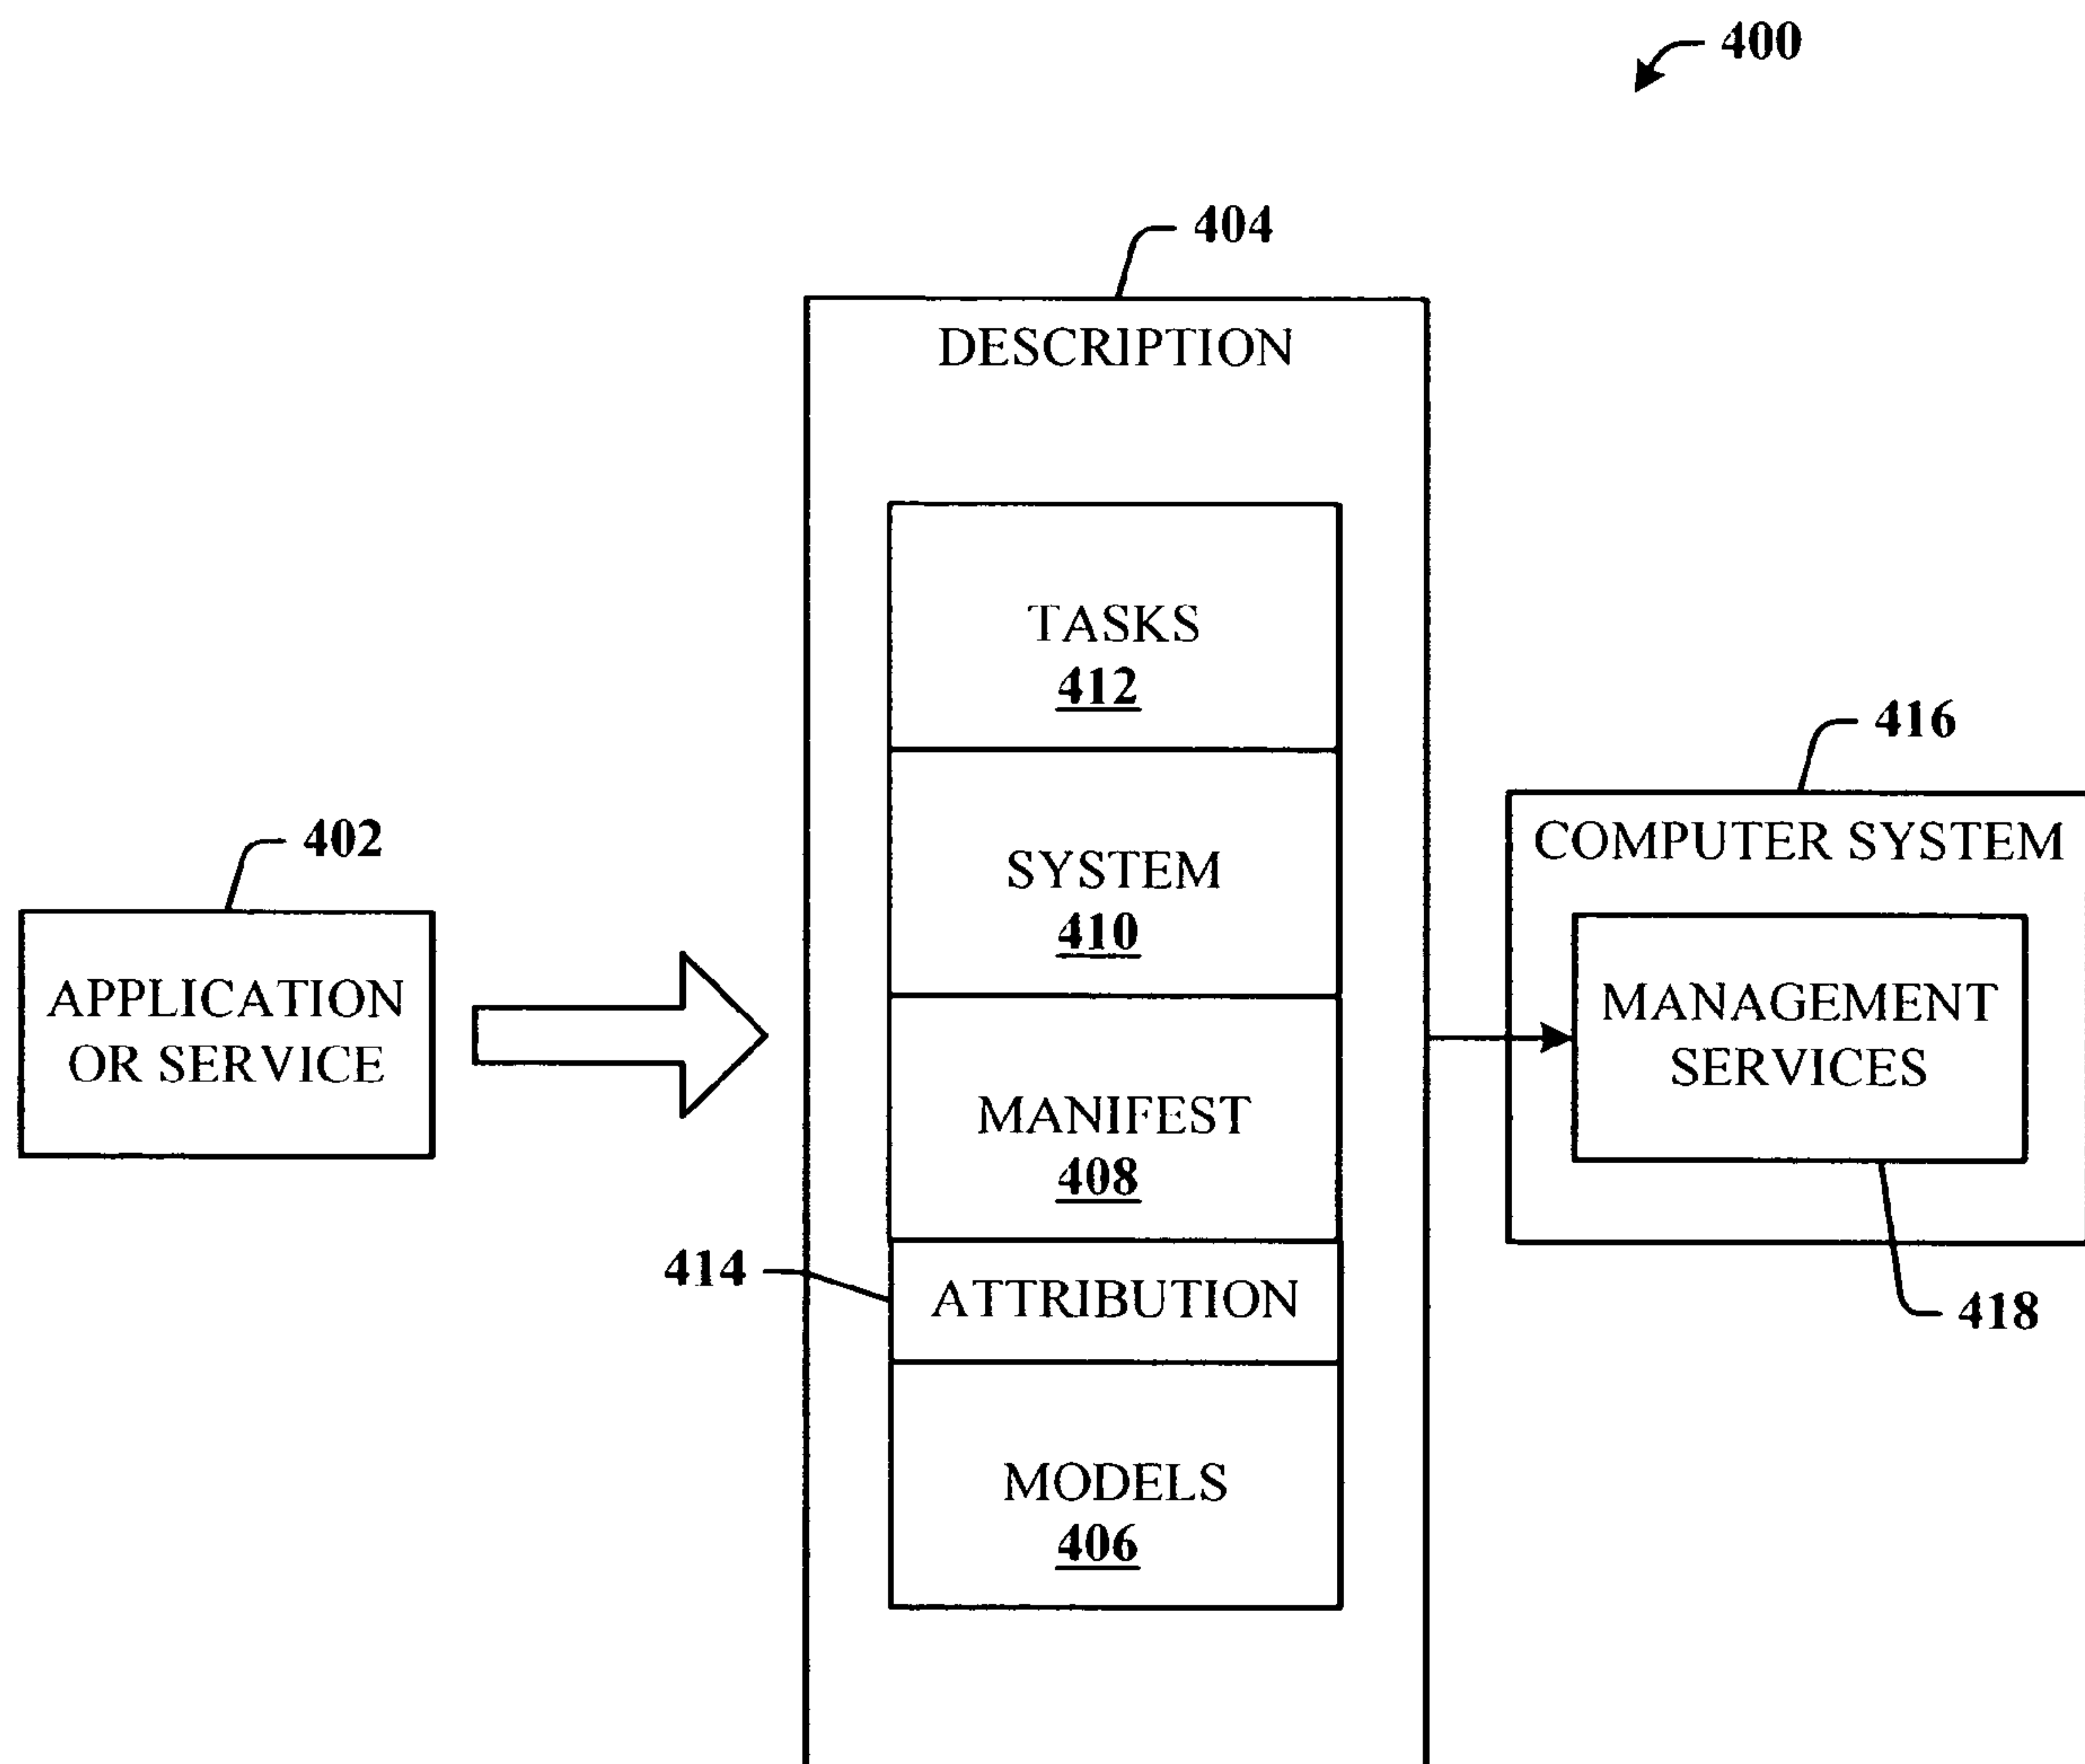 400
404
DESCRIPTION
TASKS
412
416
COMPUTER SYSTEM
402
SYSTEM
410
APPLICATION
OR SERVICE
MANAGEMENT
SERVICES
MANIFEST
408
414
ATTRIBUTION
418
MODELS
406